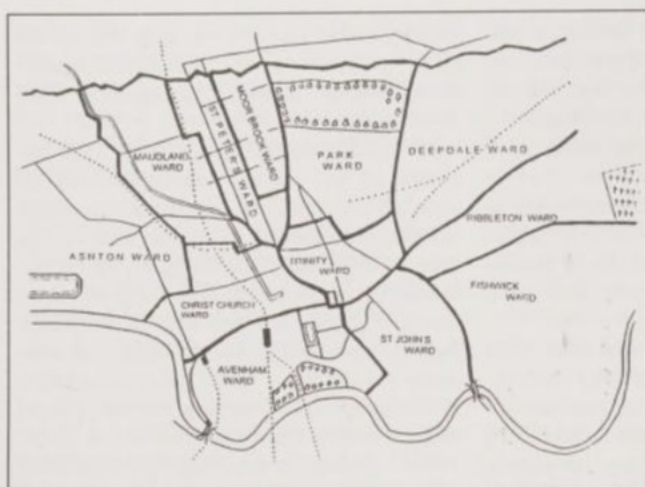 MAUDLAND
WARD
ST PETER'S WARD
MOOR BROOK WARD
PARK
WARD
DEEPDALE WARD
RIBBLETON WARD
ASHTON WARD
TRINITY
WARD
FISHWICK
WARD
CHRIST CHURCH
WARD
ST JOHNS
WARD
AVENHAM
WARD